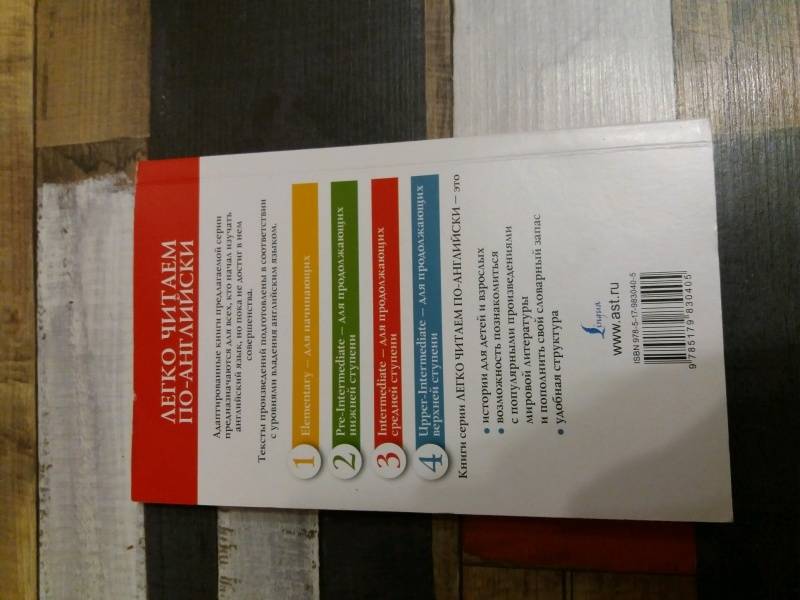 ЛЕГКО ЧИТАЕМ
ПО-АНГЛИЙСКИ
Адаптированные книги предлагаемой серии
предназначаются для всех, кто начал изучать
английский язык, но пока не достиг в нем
совершенства.
Тексты произведений подготовлены в соответствии
с уровнями владения английским языком.
1 Elementary — для начинающих
2 Pre-Intermediate — для продолжающих
нижней ступени
3 Intermediate — для продолжающих
средней ступени
4 Upper-Intermediate — для продолжающих
верхней ступени
Книги серии ЛЕГКО ЧИТАЕМ ПО-АНГЛИЙСКИ — это
• истории для детей и взрослых
• возможность познакомиться
с популярными произведениями
мировой литературы
и пополнить свой словарный запас
• удобная структура
Lingua
www.ast.ru
ISBN 978-5-17-983040-5
9 785179 830405